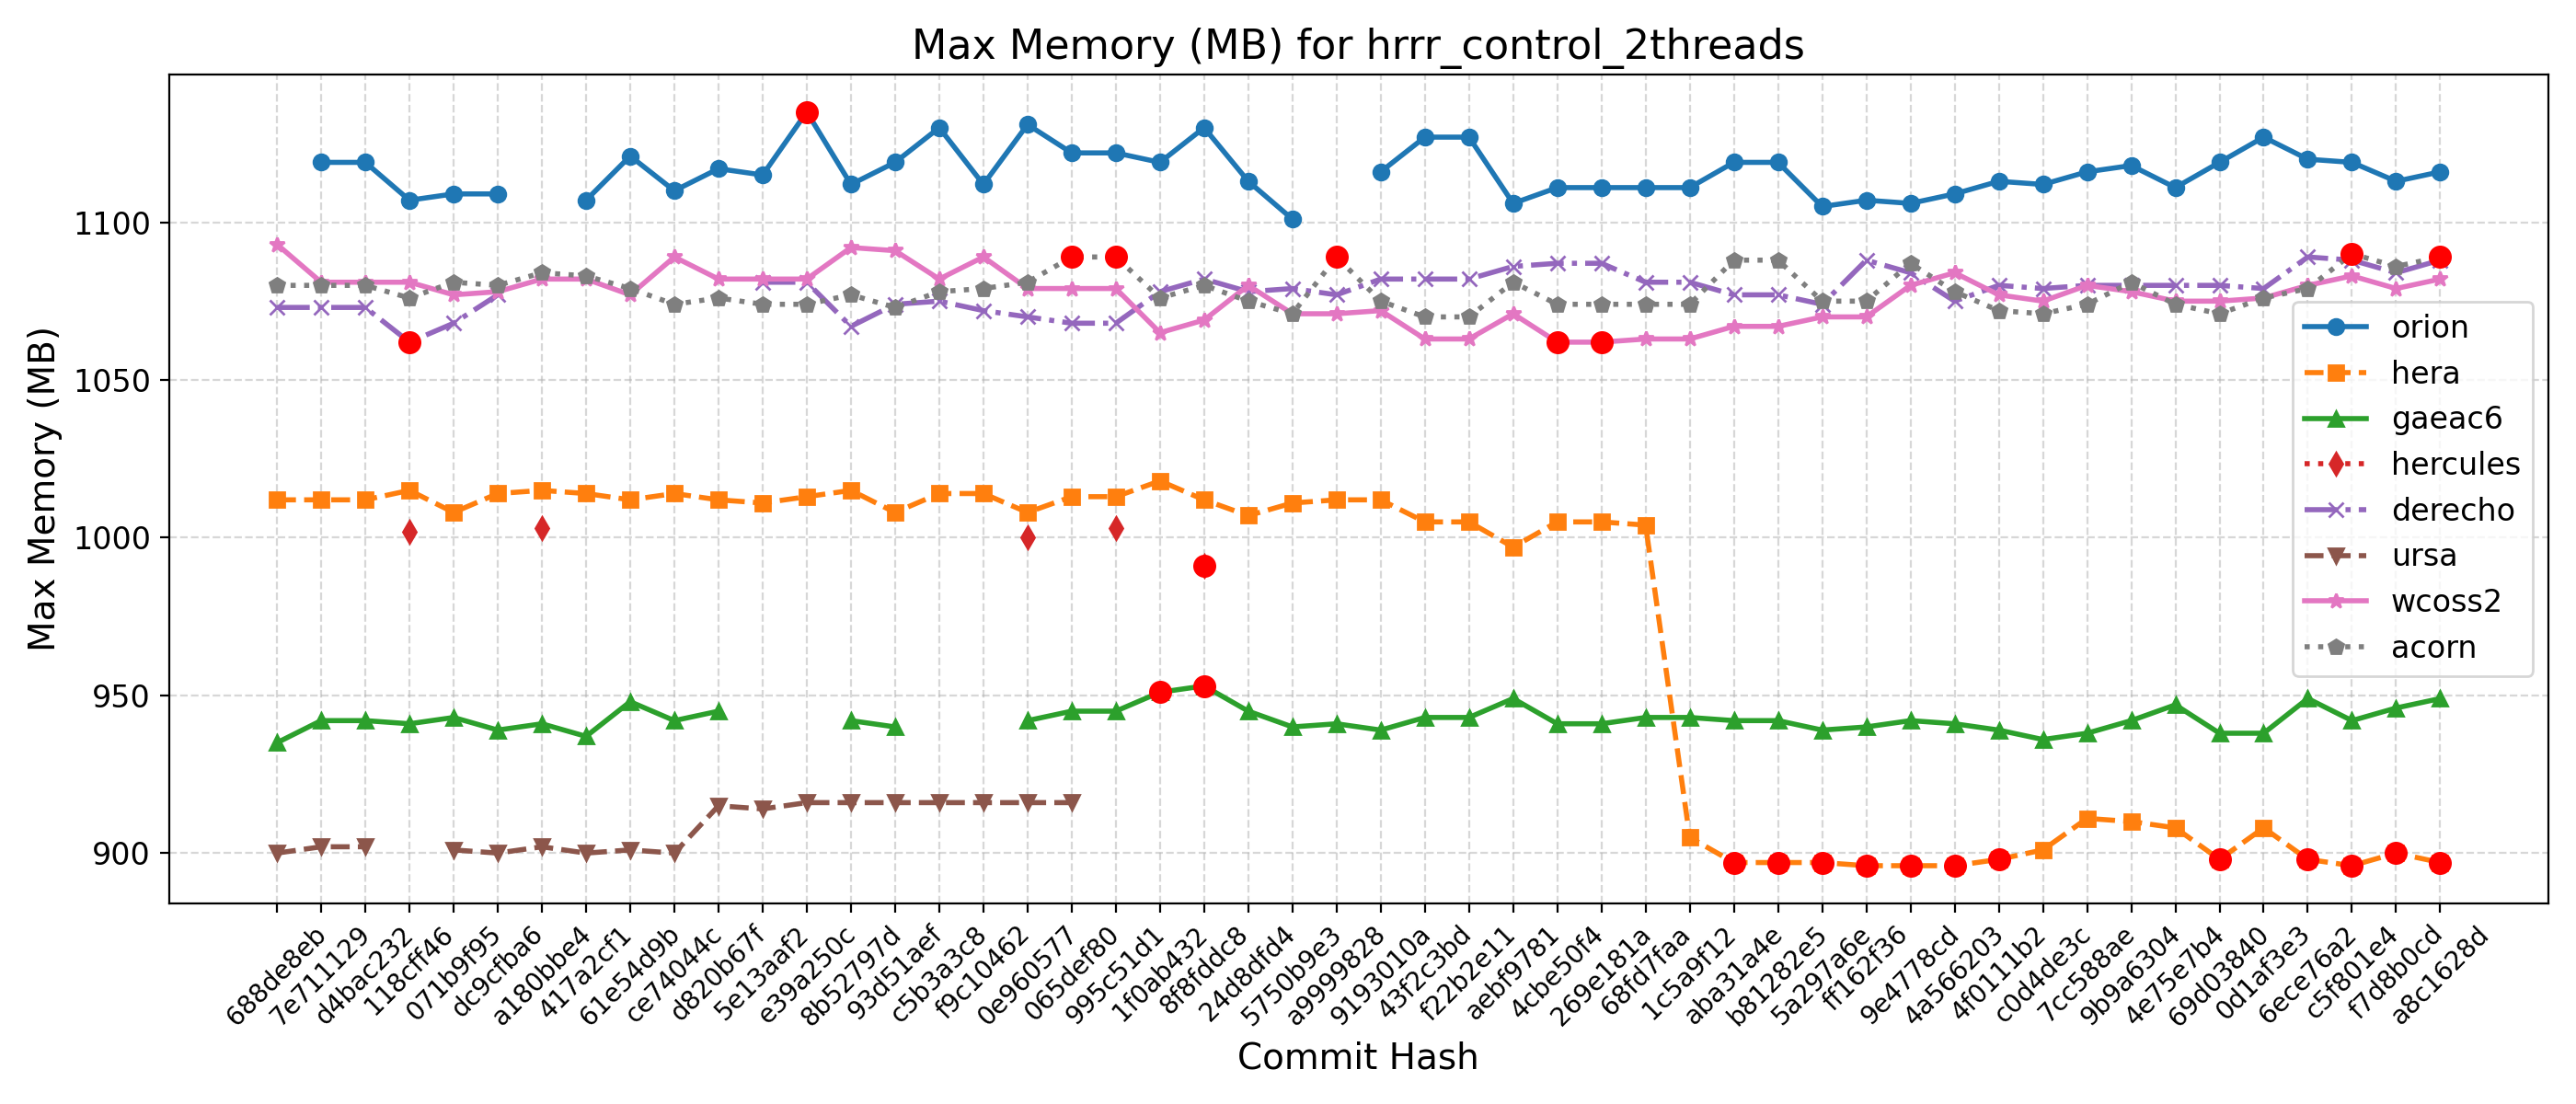 Max Memory (MB) for hrrr_control_2threads
Max Memory (MB)
1100
1050
1000
950
900
orion
hera
gaeac6
hercules
derecho
ursa
wcoss2
acorn
688de8eb
7e711129
d4bac232
118cff46
071b9f95
dc9cfba6
a180bbe4
417a2cf1
61e54d9b
ce74044c
d820b67f
5e13aaf2
e39a250c
8b52797d
93d51aef
c5b3a3c8
f9c10462
0e960577
065def80
995c51d1
1f0ab432
8f8fddc8
24d8dfd4
5750b9e3
a9999828
9193010a
43f2c3bd
f22b2e11
aebf9781
4cbe50f4
269e181a
68fd7faa
1c5a9f12
aba31a4e
b81282e5
5a297a6e
ff162f36
9e4778cd
4a566203
4f0111b2
c0d4de3c
7cc588ae
9b9a6304
4e75e7b4
69d03840
0d1af3e3
6ece76a2
c5f801e4
f7d8b0cd
a8c1628d
Commit Hash